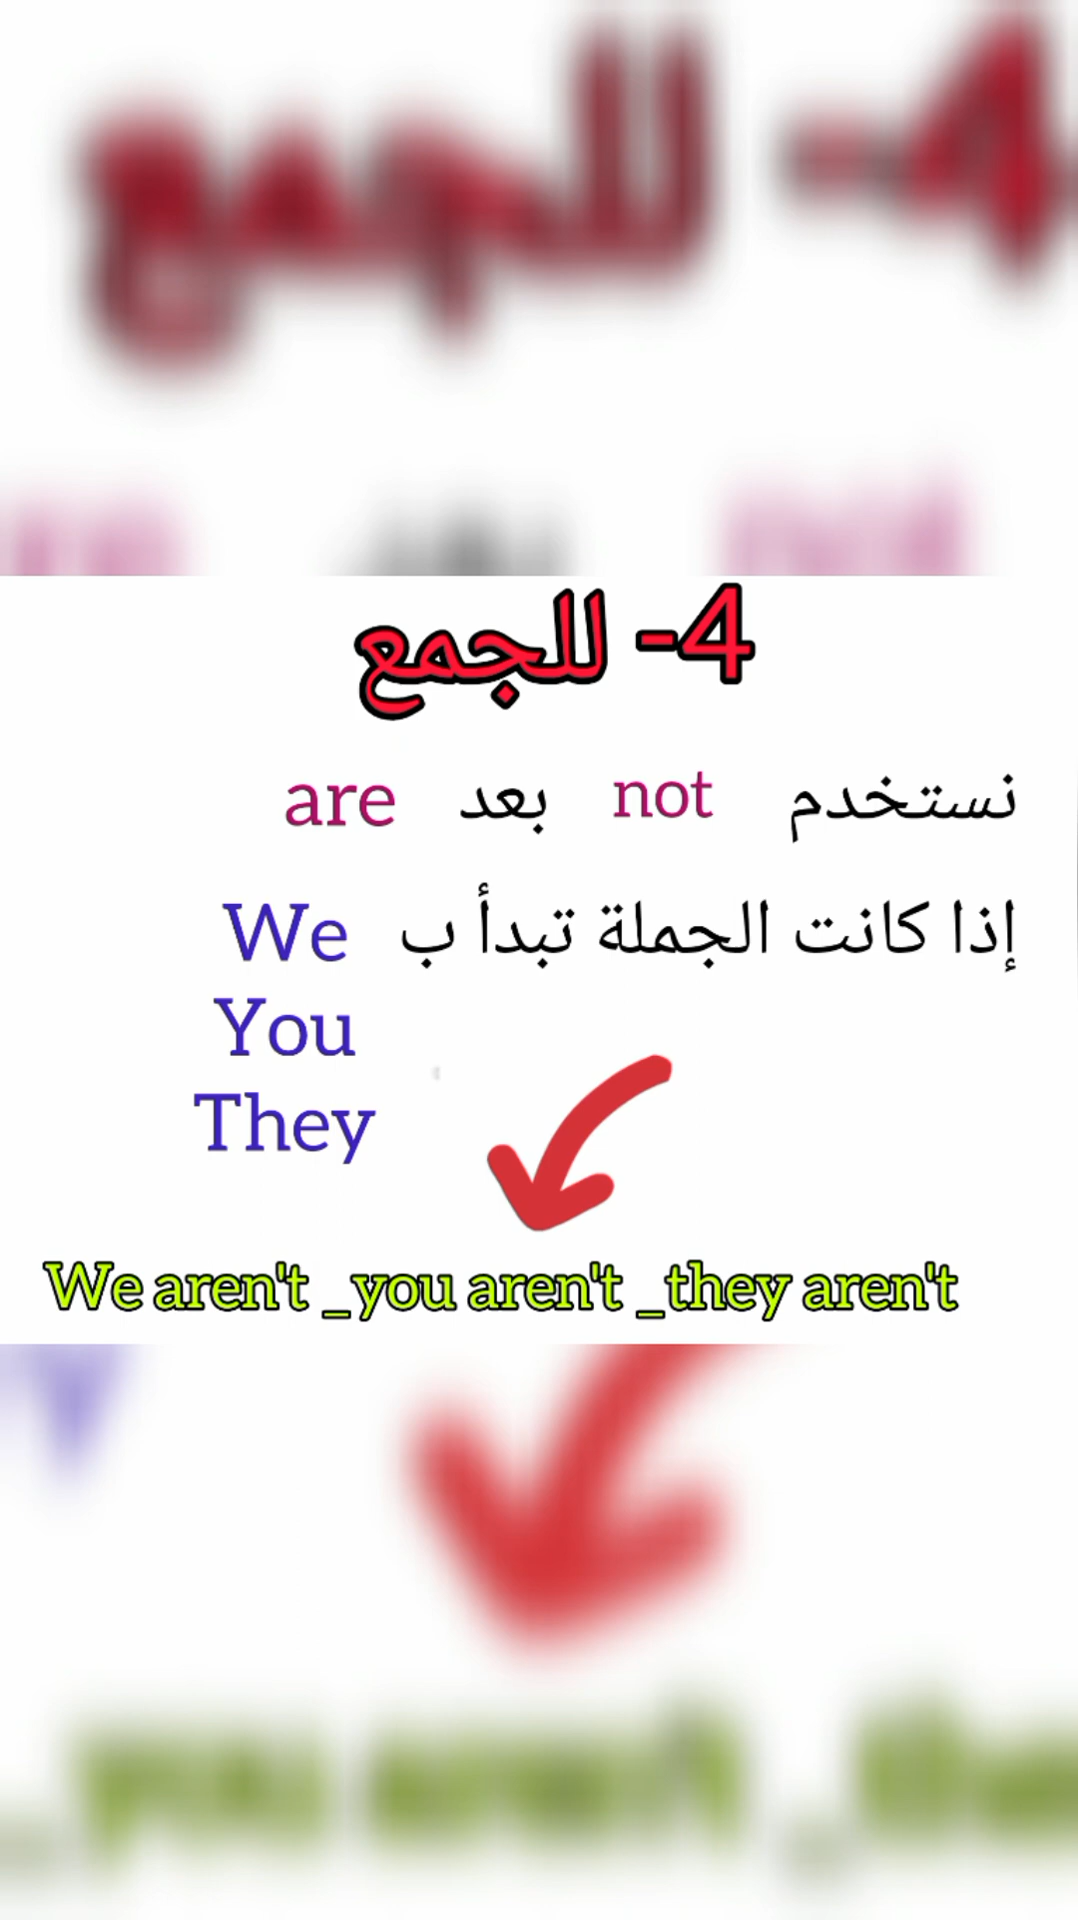 4- للجمع
نستخدم not بعد are
إذا كانت الجملة تبدأ ب We
You
They
We aren't _you aren't _they aren't